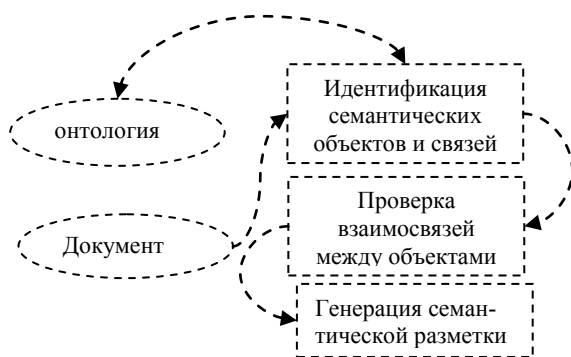 онтология
Идентификация
семантических
объектов и связей
Документ
Проверка
взаимосвязей
между объектами
Генерация семан-
тической разметки